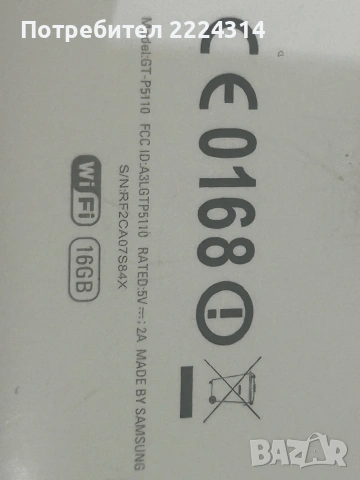 Потребител 2224314
CE 0168
Model:GT-P5110 FCC ID:A3LGTP5110 RATED:5V⎓;2A MADE BY SAMSUNG
S/N:RF2CA07S84X
WiFi 16GB
BAZAR